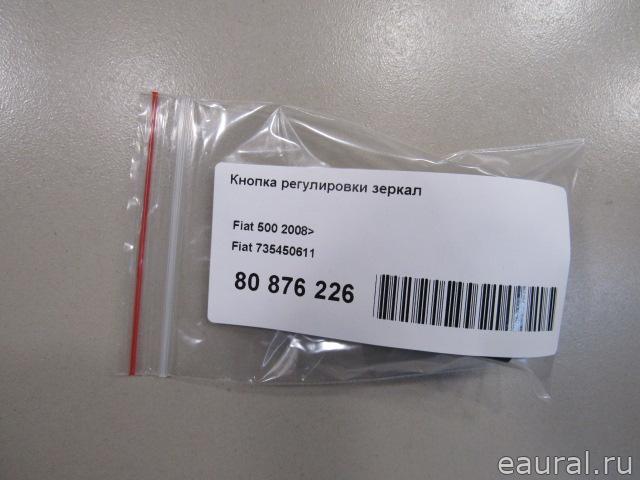 Кнопка регулировки зеркал
Fiat 500 2008>
Fiat 735450611
80 876 226
eaural.ru